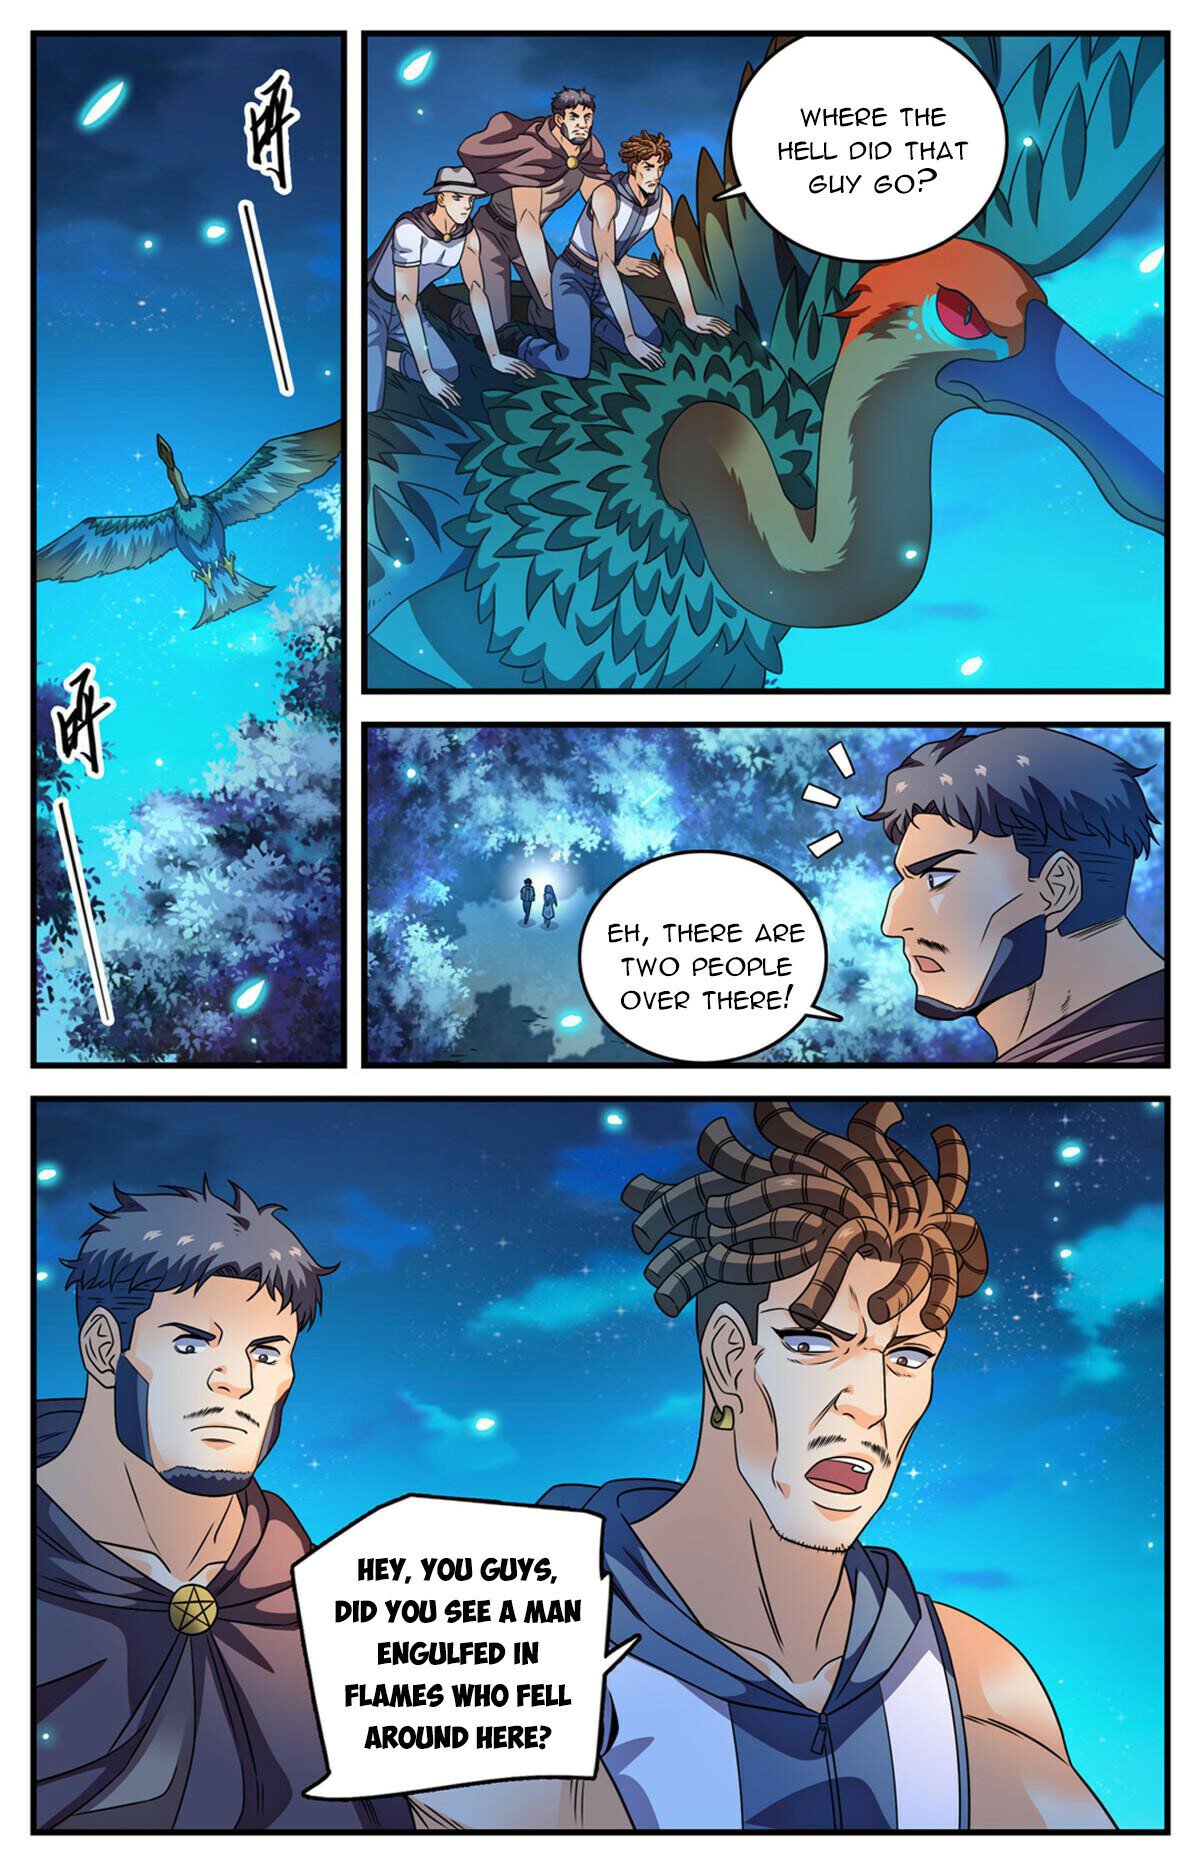 呼
呼
WHERE THE
HELL DID THAT
GUY GO?
EH, THERE ARE
TWO PEOPLE
OVER THERE!
HEY, YOU GUYS,
DID YOU SEE A MAN
ENGULFED IN
FLAMES WHO FELL
AROUND HERE?